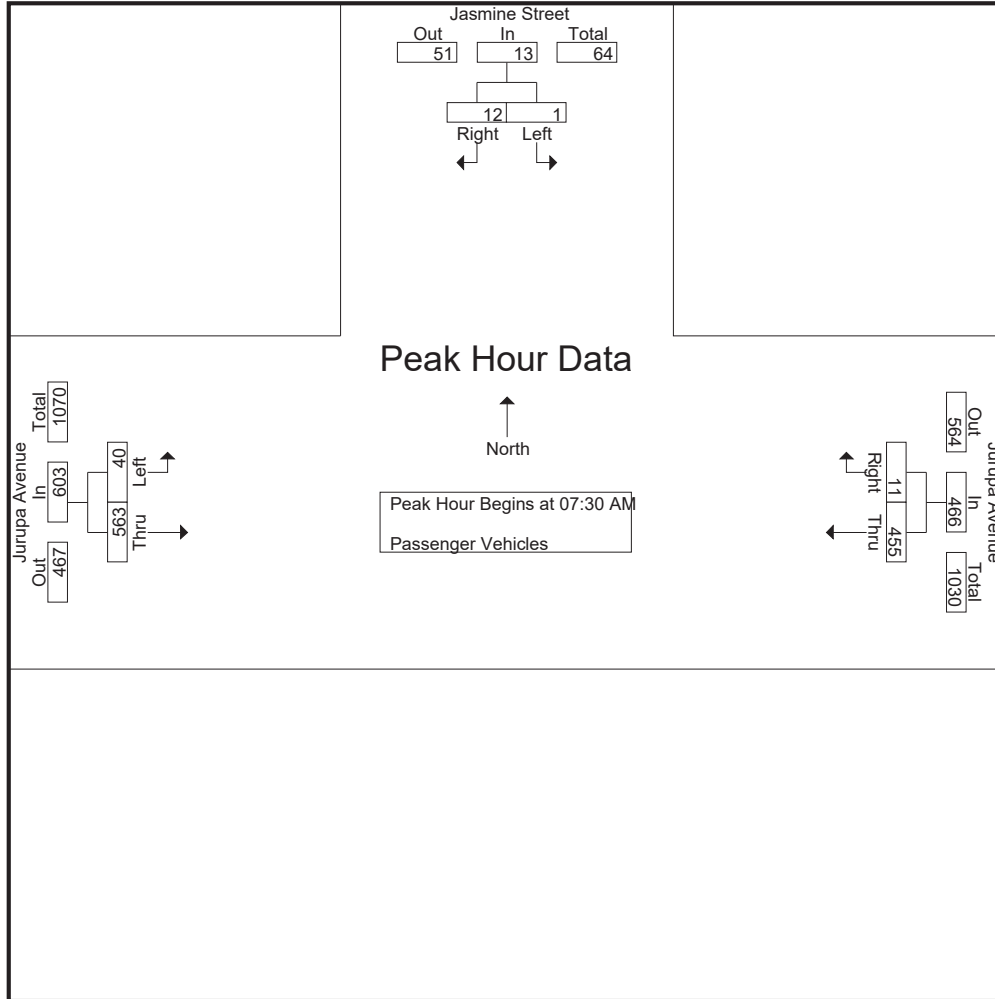 Jasmine Street
Out In Total
51 13 64
12 1
Right Left
Peak Hour Data
North
Peak Hour Begins at 07:30 AM
Passenger Vehicles
Jurupa Avenue
Out In Total
467 603 1070
Left Thru
40 563
Jurupa Avenue
Out In Total
564 466 1030
Right Thru
11 455